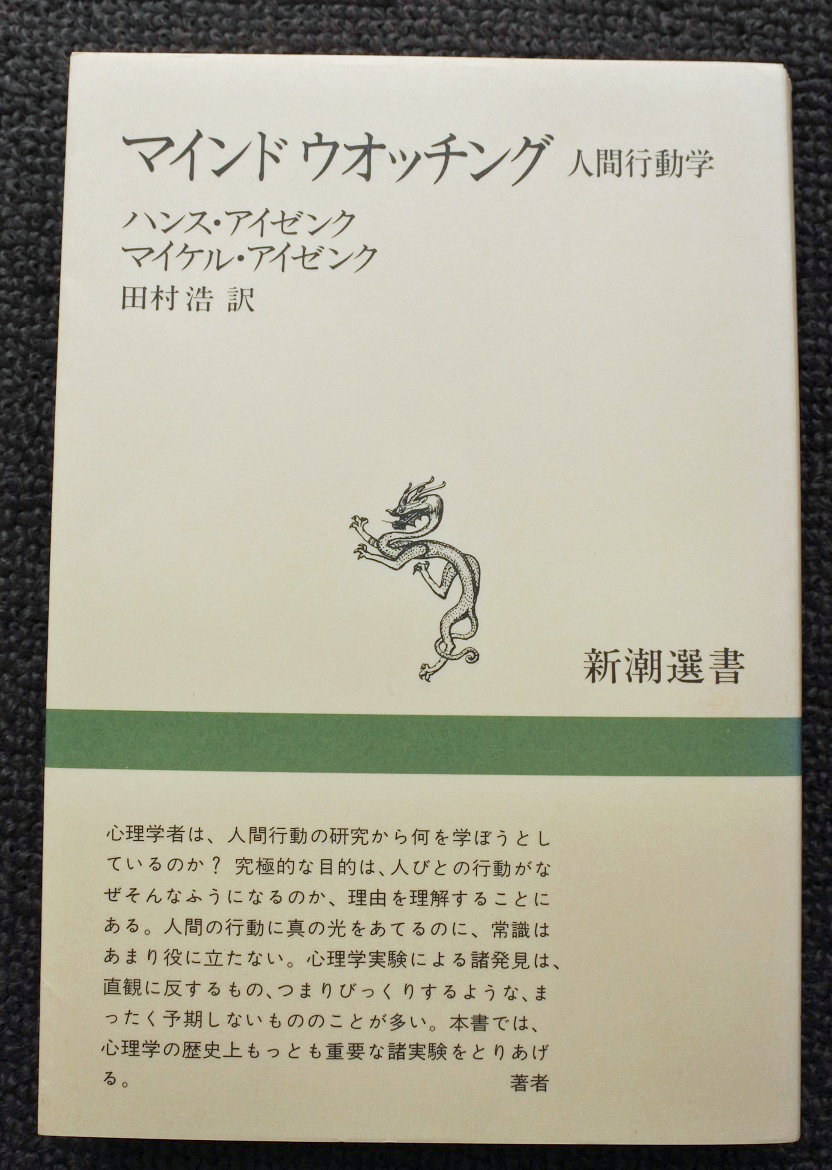 マインド ウオッチング 人間行動学
ハンス・アイゼンク
マイケル・アイゼンク
田村浩 訳
新潮選書
心理学者は、人間行動の研究から何を学ぼうとし
ているのか？ 究極的な目的は、人びとの行動がな
ぜそんなふうになるのか、理由を理解することに
ある。人間の行動に真の光をあてるのに、常識は
あまり役に立たない。心理学実験による諸発見は、
直観に反するもの、つまりびっくりするような、ま
ったく予期しないもののことが多い。本書では、
心理学の歴史上もっとも重要な諸実験をとりあげ
る。 著者